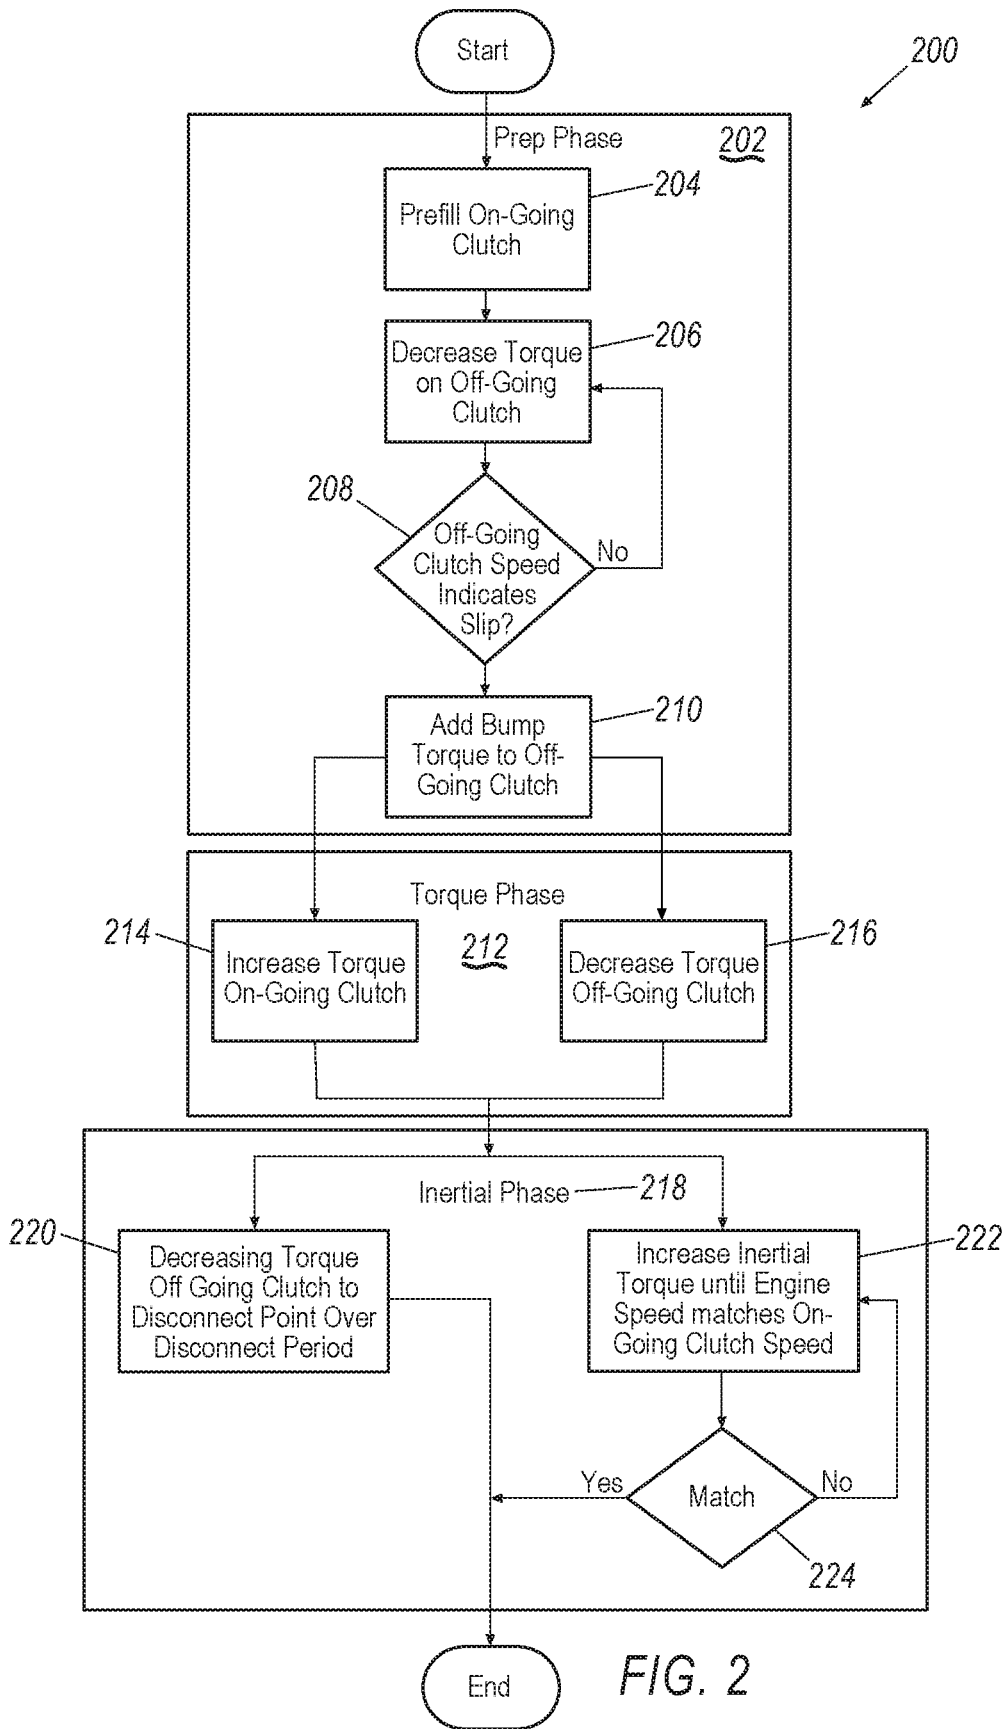 Start
200
Prep Phase
202
204
Prefill On-Going
Clutch
206
Decrease Torque
on Off-Going
Clutch
208
Off-Going
Clutch Speed
Indicates
Slip?
No
210
Add Bump
Torque to Off-
Going Clutch
Torque Phase
212
214
Increase Torque
On-Going Clutch
216
Decrease Torque
Off-Going Clutch
Inertial Phase
218
220
Decreasing Torque
Off Going Clutch to
Disconnect Point Over
Disconnect Period
222
Increase Inertial
Torque until Engine
Speed matches On-
Going Clutch Speed
Yes
Match
No
224
End
FIG. 2